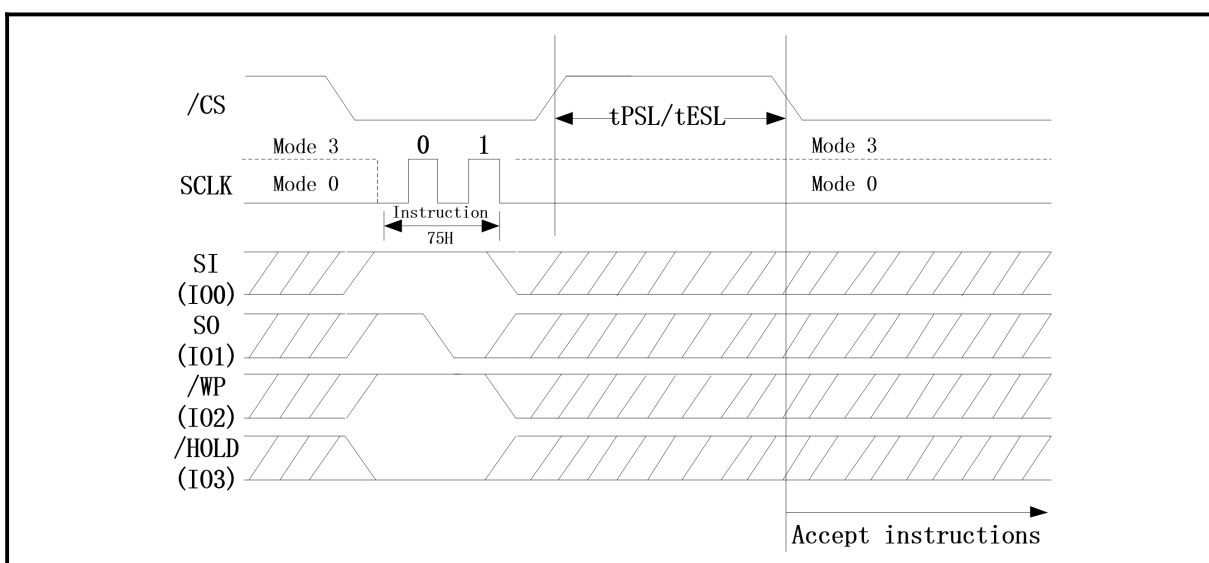 /CS
tPSL/tESL
Mode 3 0 1 Mode 3
SCLK Mode 0 Mode 0
Instruction
75H
SI
(IO0)
SO
(IO1)
/WP
(IO2)
/HOLD
(IO3)
Accept instructions